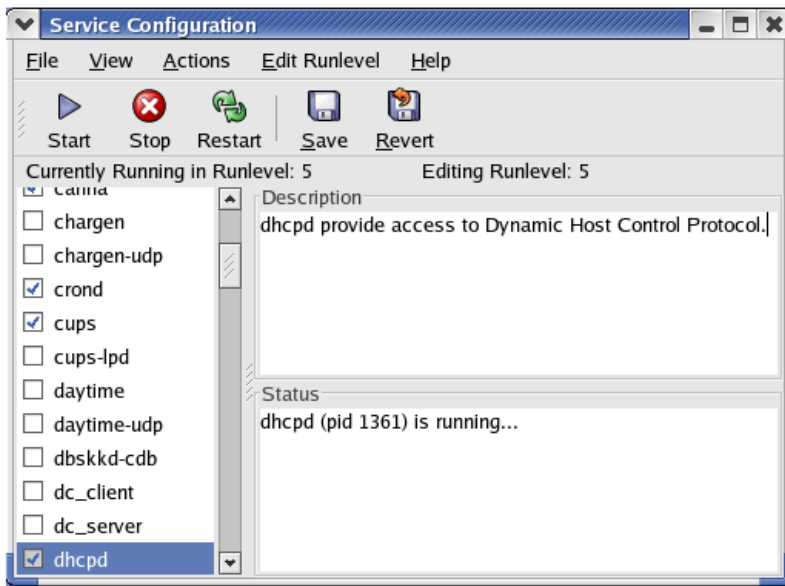 Service Configuration
File View Actions Edit Runlevel Help
Start Stop Restart Save Revert
Currently Running in Runlevel: 5 Editing Runlevel: 5
canna
chargen
chargen-udp
crond
cups
cups-lpd
daytime
daytime-udp
dbskkd-cdb
dc_client
dc_server
dhcpd
Description
dhcpd provide access to Dynamic Host Control Protocol.
Status
dhcpd (pid 1361) is running...